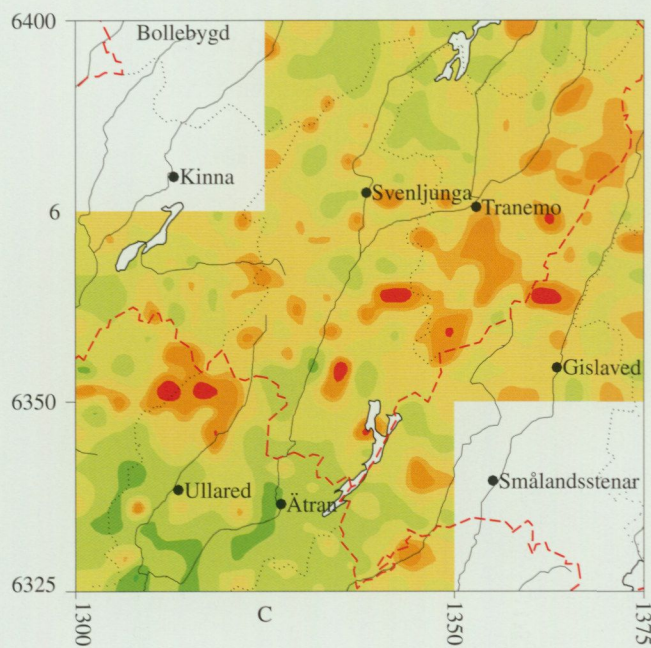 6400
Bollebygd
Kinna
Svenljunga
6
Tranemo
Gislaved
6350
Smålandsstenar
Ullared
Ätran
6325
1300
C
1350
1375